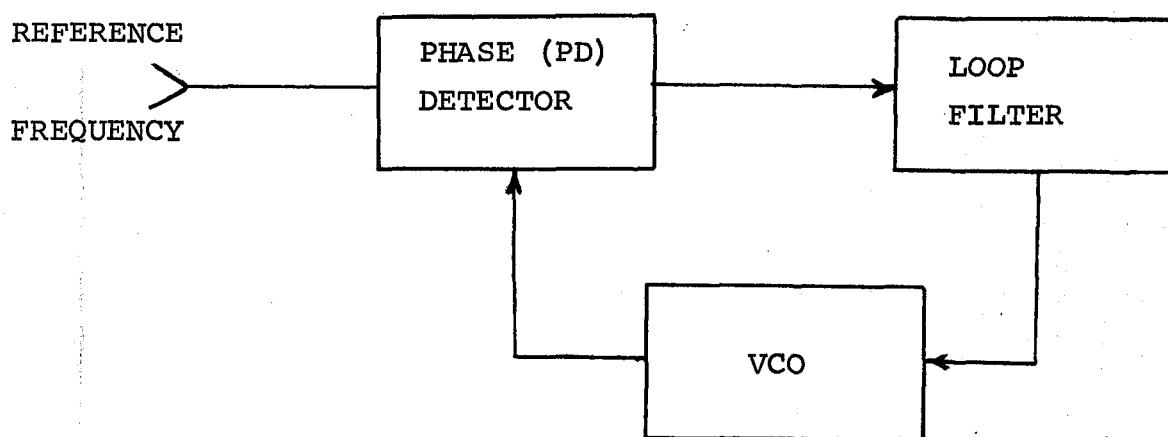 REFERENCE
FREQUENCY
PHASE (PD)
DETECTOR
LOOP
FILTER
VCO